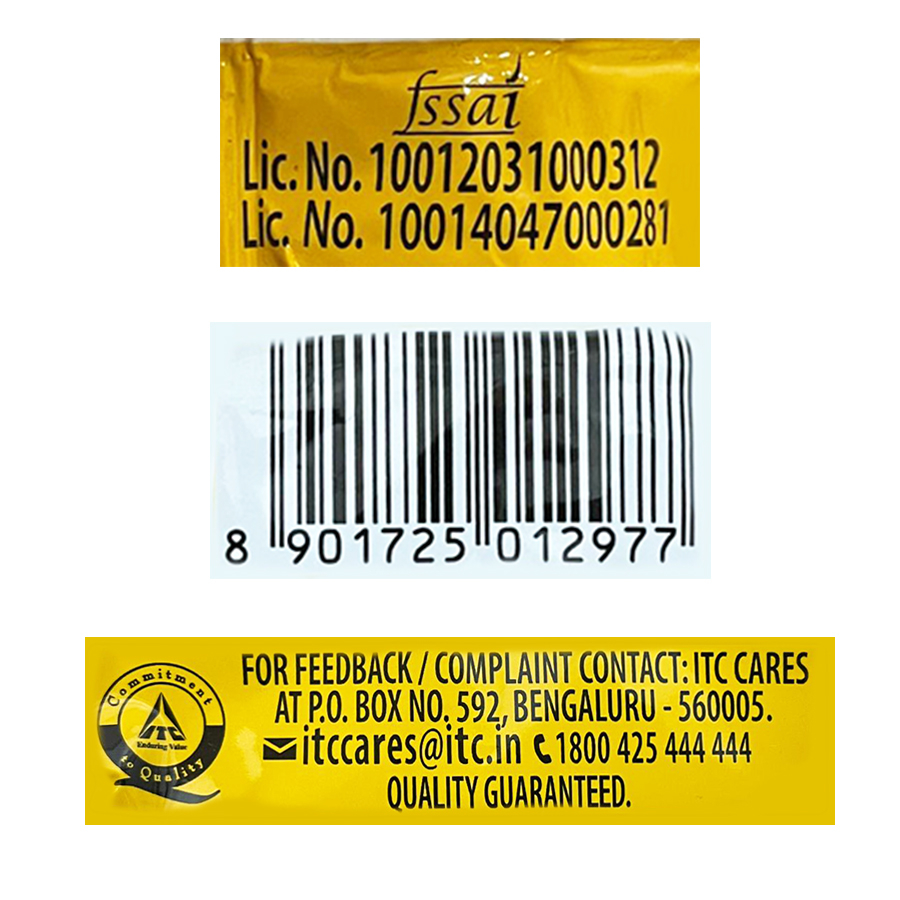 fssai
Lic. No. 10012031000312
Lic. No. 10014047000281
8 901725 012977
Commitment
ITC
Enduring Value
to Quality
FOR FEEDBACK / COMPLAINT CONTACT: ITC CARES
AT P.O. BOX NO. 592, BENGALURU - 560005.
itccares@itc.in 1800 425 444 444
QUALITY GUARANTEED.